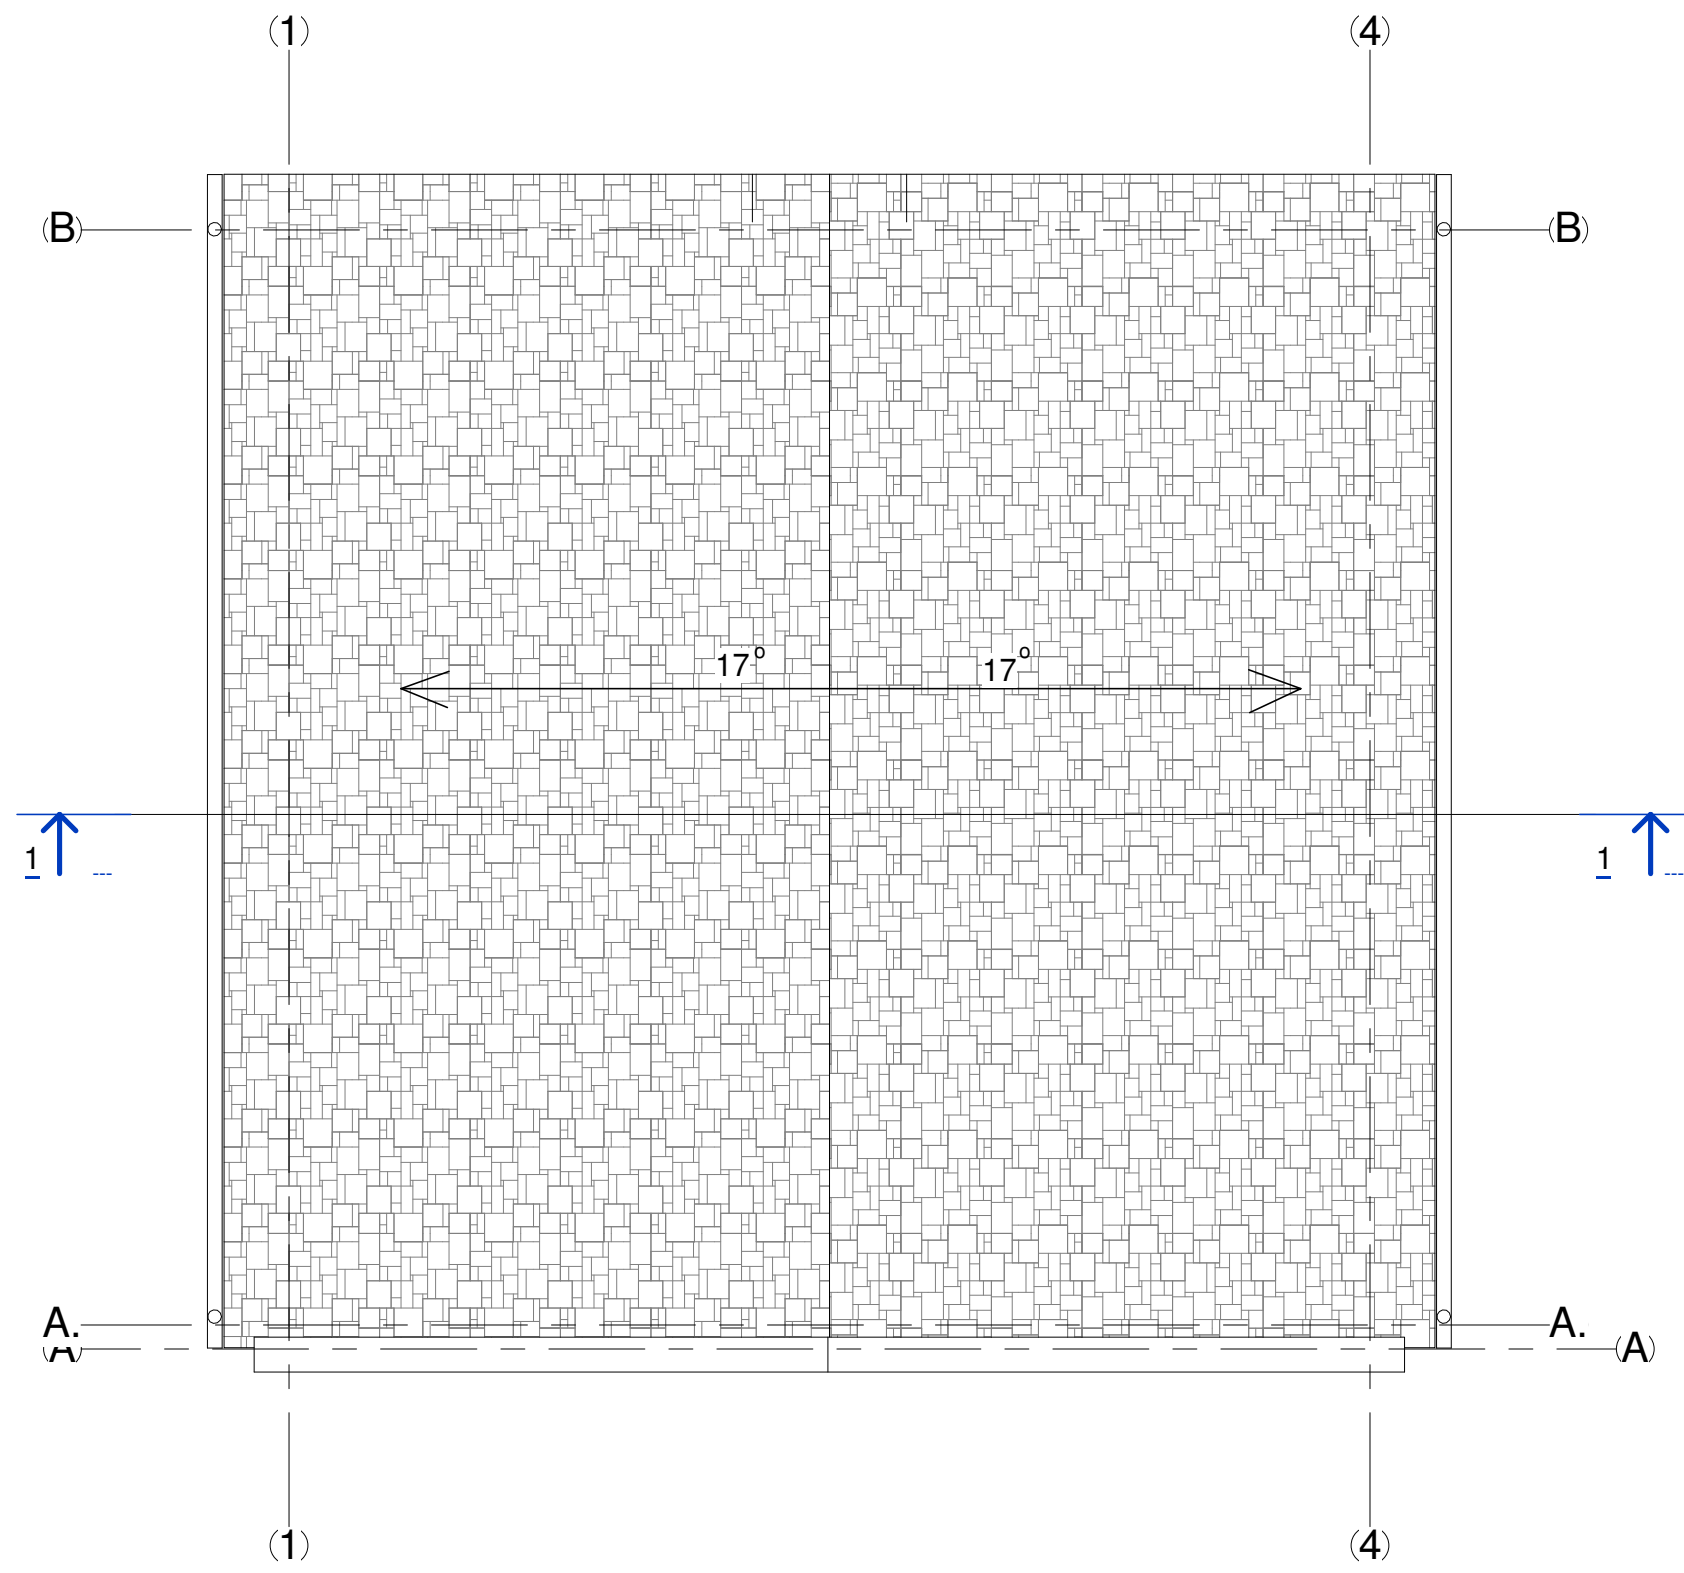 (1) (4)
(B) (B)
17° 17°
1 --- 1 ---
A. A.
(A) (A)
(1) (4)